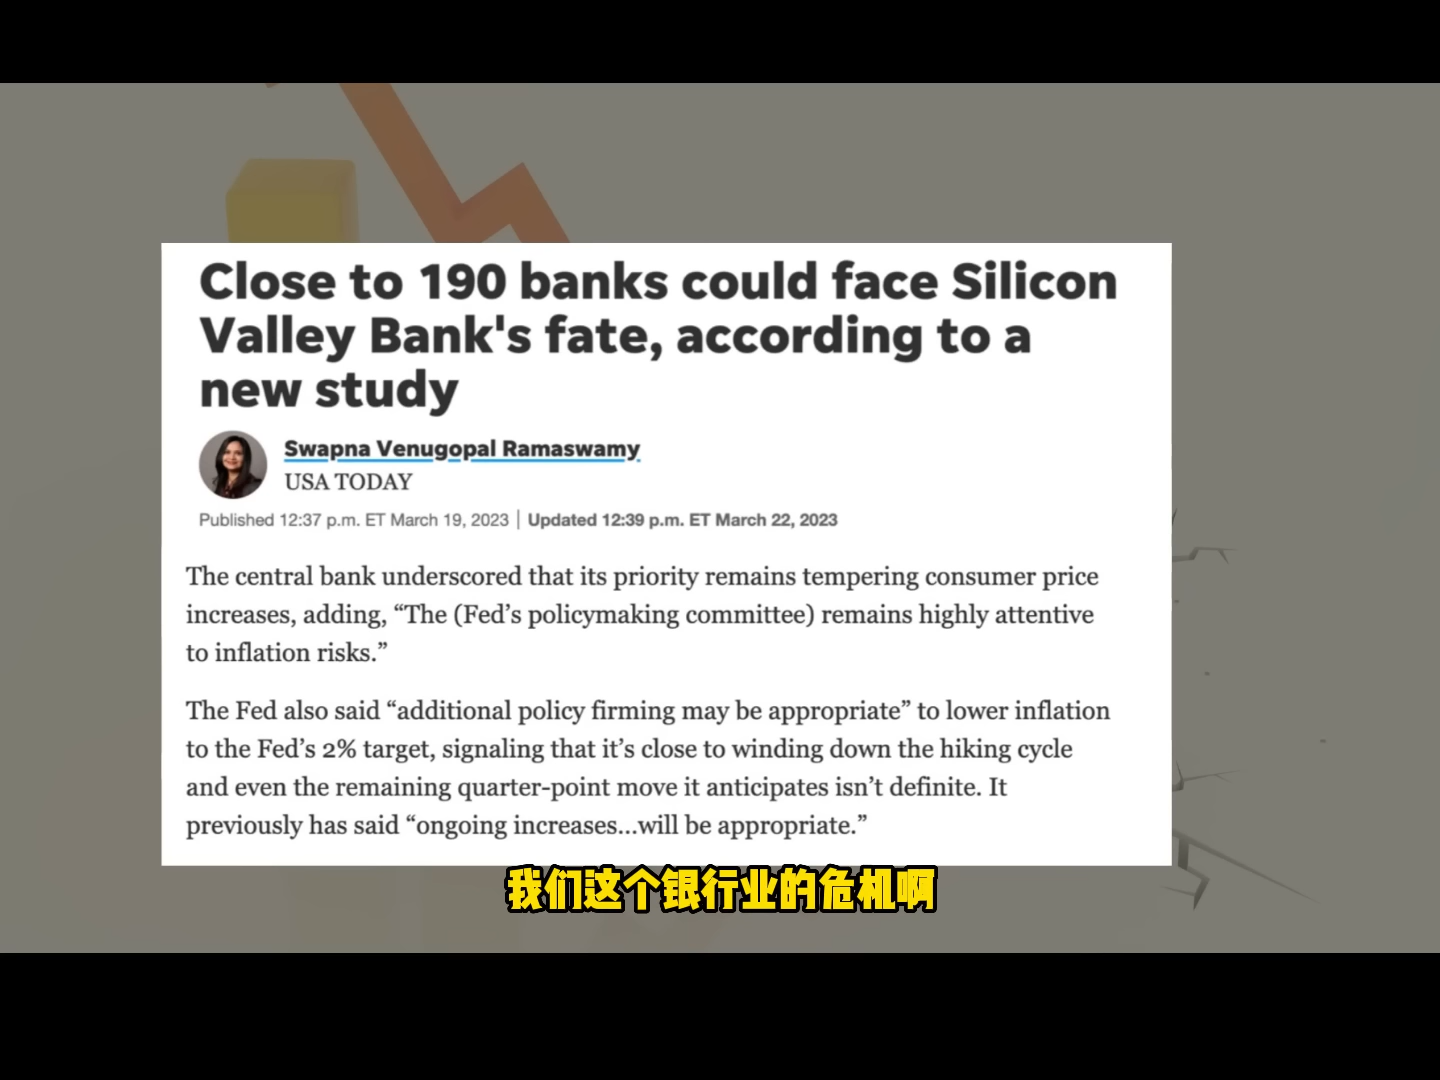 Close to 190 banks could face Silicon
Valley Bank's fate, according to a
new study
Swapna Venugopal Ramaswamy
USA TODAY
Published 12:37 p.m. ET March 19, 2023 | Updated 12:39 p.m. ET March 22, 2023
The central bank underscored that its priority remains tempering consumer price
increases, adding, “The (Fed’s policymaking committee) remains highly attentive
to inflation risks.”
The Fed also said “additional policy firming may be appropriate” to lower inflation
to the Fed’s 2% target, signaling that it’s close to winding down the hiking cycle
and even the remaining quarter-point move it anticipates isn’t definite. It
previously has said “ongoing increases...will be appropriate.”
我们这个银行业的危机啊